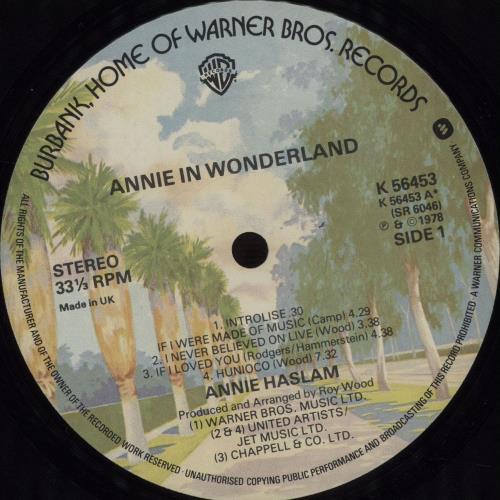 BURBANK, HOME OF WARNER BROS. RECORDS
ANNIE IN WONDERLAND
K 56453
K 56453 A*
(SR 6046)
℗ & © 1978
SIDE 1
STEREO
33⅓ RPM
Made in UK
1. INTROLISE .30
IF I WERE MADE OF MUSIC (Camp) 4.29
2. I NEVER BELIEVED ON LIVE (Wood) 3.38
3. IF I LOVED YOU (Rodgers/Hammerstein) 4.38
4. HUNIOCO (Wood) 7.32
ANNIE HASLAM
Produced and Arranged by Roy Wood
(1) WARNER BROS. MUSIC LTD.
(2 & 4) UNITED ARTISTS/
JET MUSIC LTD.
(3) CHAPPELL & CO. LTD.
ALL RIGHTS OF THE MANUFACTURER AND OF THE OWNER OF THE RECORDED WORK RESERVED · UNAUTHORISED COPYING PUBLIC PERFORMANCE AND BROADCASTING OF THIS RECORD PROHIBITED · A WARNER COMMUNICATIONS COMPANY